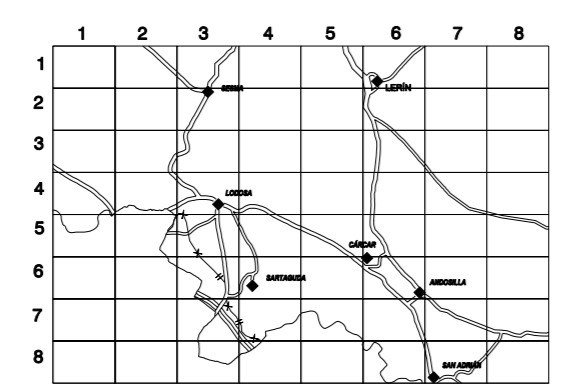 1 2 3 4 5 6 7 8
1
LERÍN
2
SESMA
3
4
LODOSA
5
CÁRCAR
6
SARTAGUDA
ANDOSILLA
7
8
SAN ADRIÁN